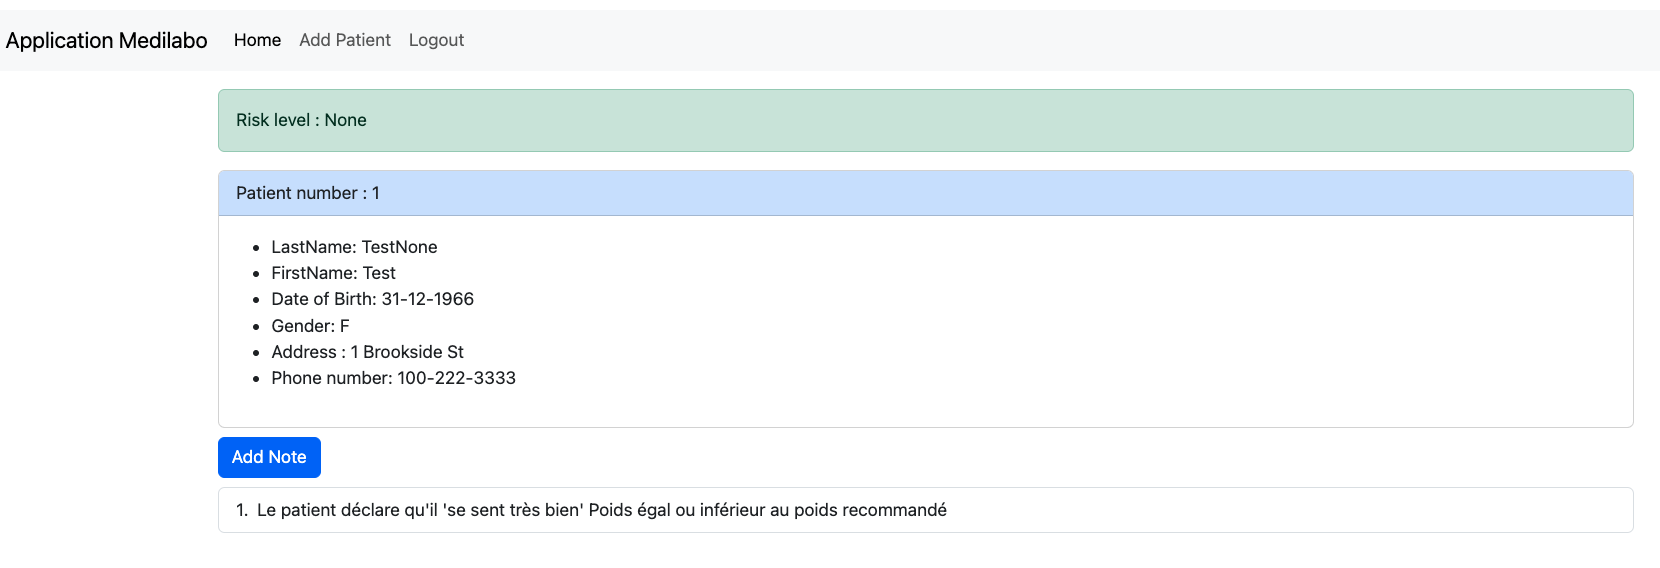 Application Medilabo Home Add Patient Logout
Risk level : None
Patient number : 1
LastName: TestNone
FirstName: Test
Date of Birth: 31-12-1966
Gender: F
Address : 1 Brookside St
Phone number: 100-222-3333
Add Note
1. Le patient déclare qu'il 'se sent très bien' Poids égal ou inférieur au poids recommandé